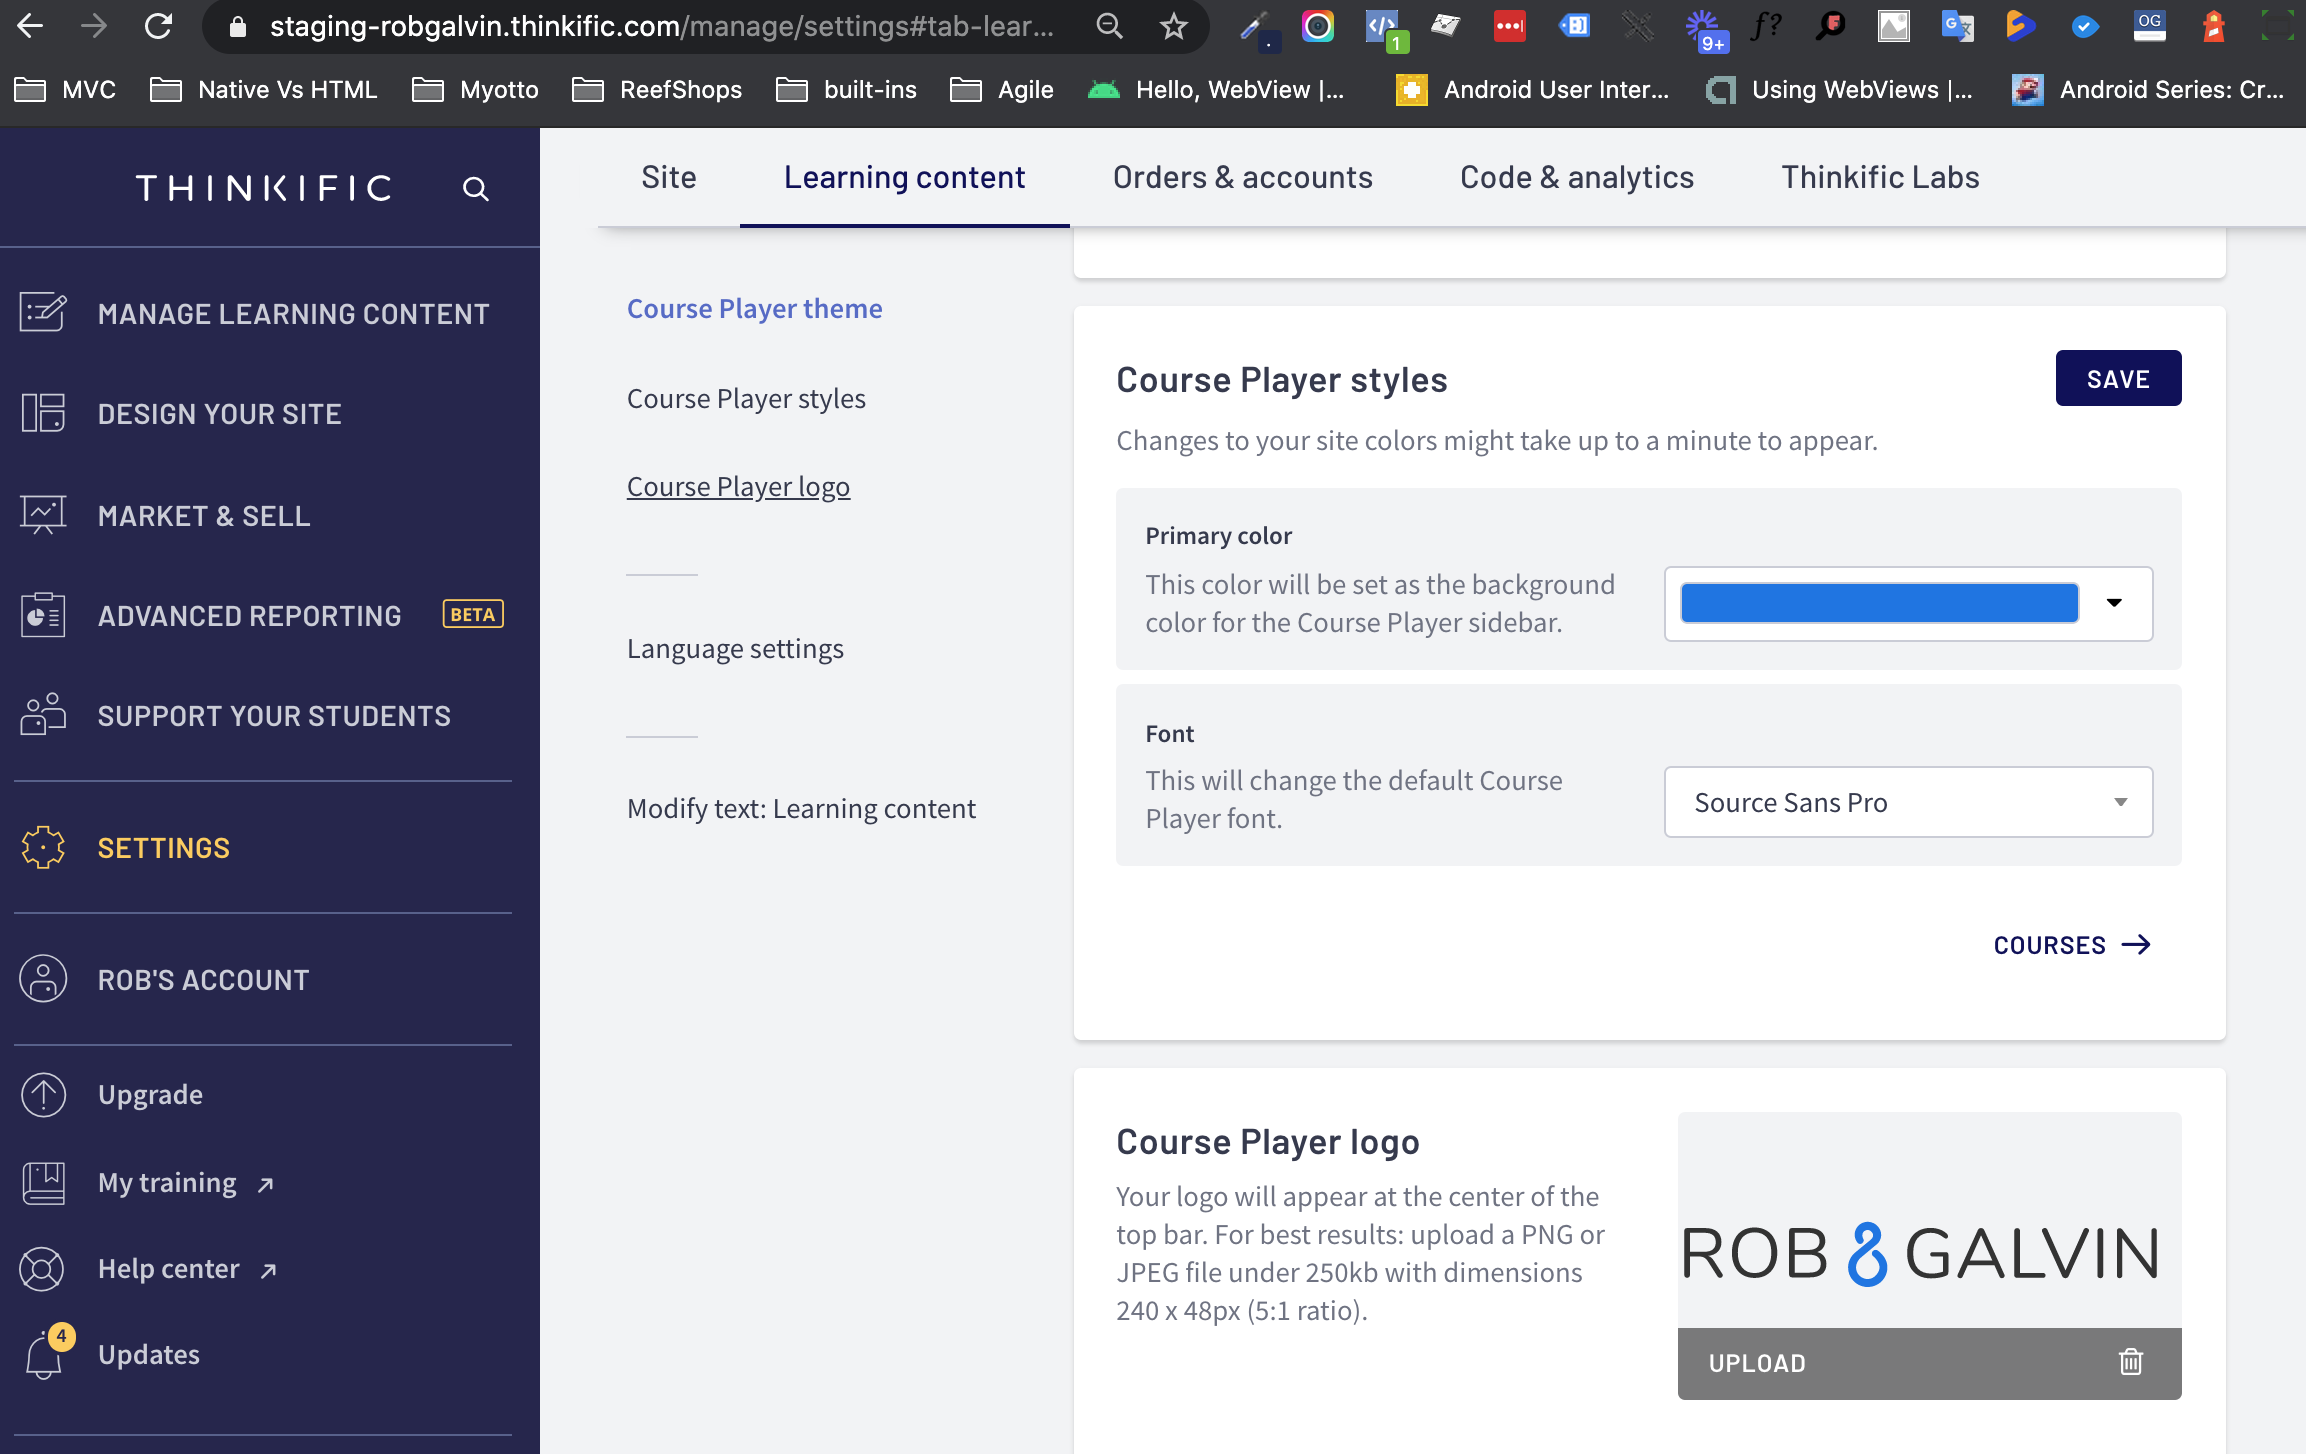 staging-robgalvin.thinkific.com/manage/settings#tab-lear...
1
9+
f?
OG
MVC
Native Vs HTML
Myotto
ReefShops
built-ins
Agile
Hello, WebView |...
Android User Inter...
Using WebViews |...
Android Series: Cr...
THINKIFIC
MANAGE LEARNING CONTENT
DESIGN YOUR SITE
MARKET & SELL
ADVANCED REPORTING
BETA
SUPPORT YOUR STUDENTS
SETTINGS
ROB'S ACCOUNT
Upgrade
My training
Help center
4
Updates
Site
Learning content
Orders & accounts
Code & analytics
Thinkific Labs
Course Player theme
Course Player styles
Course Player logo
Language settings
Modify text: Learning content
Course Player styles
SAVE
Changes to your site colors might take up to a minute to appear.
Primary color
This color will be set as the background
color for the Course Player sidebar.
Font
This will change the default Course
Player font.
Source Sans Pro
COURSES
Course Player logo
Your logo will appear at the center of the
top bar. For best results: upload a PNG or
JPEG file under 250kb with dimensions
240 x 48px (5:1 ratio).
ROB GALVIN
UPLOAD